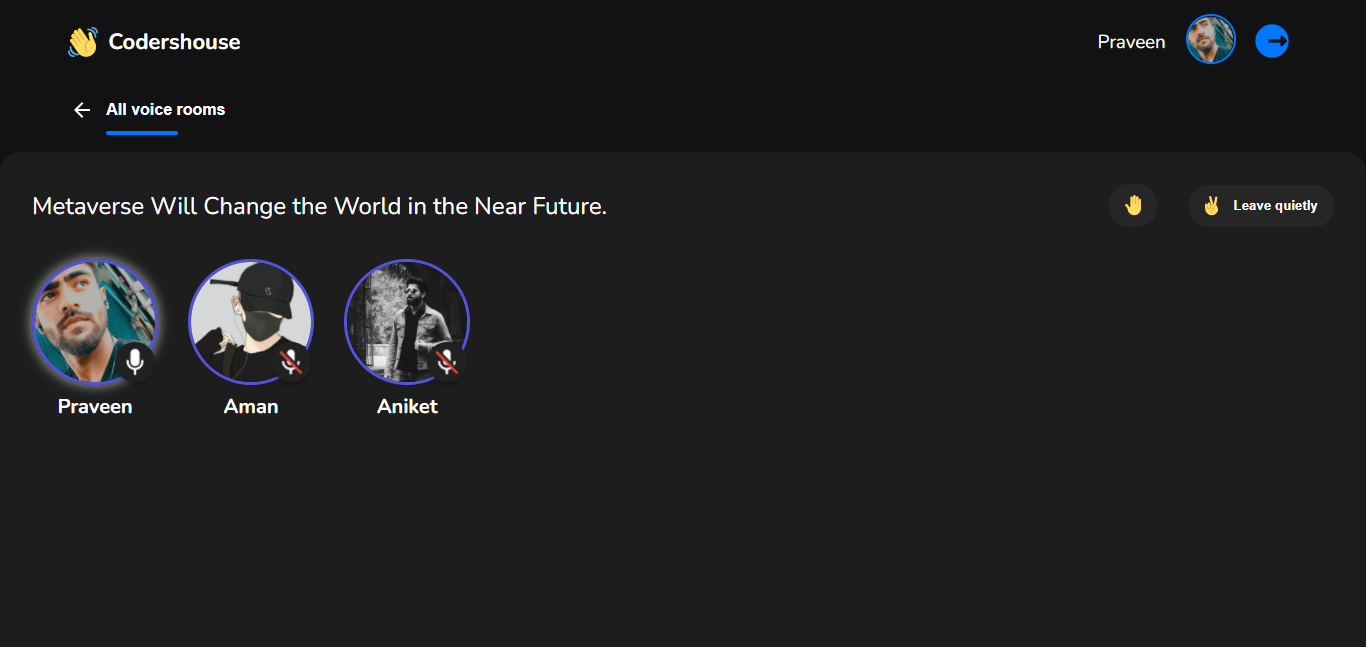 Codershouse
Praveen
All voice rooms
Metaverse Will Change the World in the Near Future.
Leave quietly
Praveen
Aman
Aniket